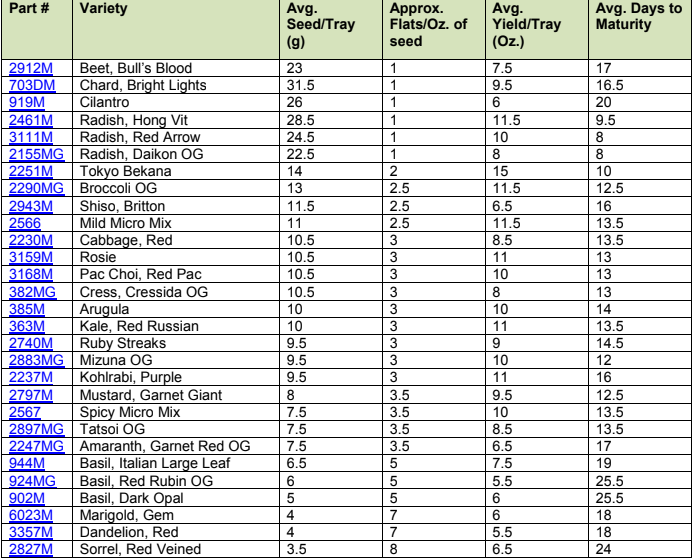 Part # Variety Avg. Seed/Tray (g) Approx. Flats/Oz. of seed Avg. Yield/Tray (Oz.) Avg. Days to Maturity
2912M Beet, Bull's Blood 23 1 7.5 17
703DM Chard, Bright Lights 31.5 1 9.5 16.5
919M Cilantro 26 1 6 20
2461M Radish, Hong Vit 28.5 1 11.5 9.5
3111M Radish, Red Arrow 24.5 1 10 8
2155MG Radish, Daikon OG 22.5 1 8 8
2251M Tokyo Bekana 14 2 15 10
2290MG Broccoli OG 13 2.5 11.5 12.5
2943M Shiso, Britton 11.5 2.5 6.5 16
2566 Mild Micro Mix 11 2.5 11.5 13.5
2230M Cabbage, Red 10.5 3 8.5 13.5
3159M Rosie 10.5 3 11 13
3168M Pac Choi, Red Pac 10.5 3 10 13
382MG Cress, Cressida OG 10.5 3 8 13
385M Arugula 10 3 10 14
363M Kale, Red Russian 10 3 11 13.5
2740M Ruby Streaks 9.5 3 9 14.5
2883MG Mizuna OG 9.5 3 10 12
2237M Kohlrabi, Purple 9.5 3 11 16
2797M Mustard, Garnet Giant 8 3.5 9.5 12.5
2567 Spicy Micro Mix 7.5 3.5 10 13.5
2897MG Tatsoi OG 7.5 3.5 8.5 13.5
2247MG Amaranth, Garnet Red OG 7.5 3.5 6.5 17
944M Basil, Italian Large Leaf 6.5 5 7.5 19
924MG Basil, Red Rubin OG 6 5 5.5 25.5
902M Basil, Dark Opal 5 5 6 25.5
6023M Marigold, Gem 4 7 6 18
3357M Dandelion, Red 4 7 5.5 18
2827M Sorrel, Red Veined 3.5 8 6.5 24